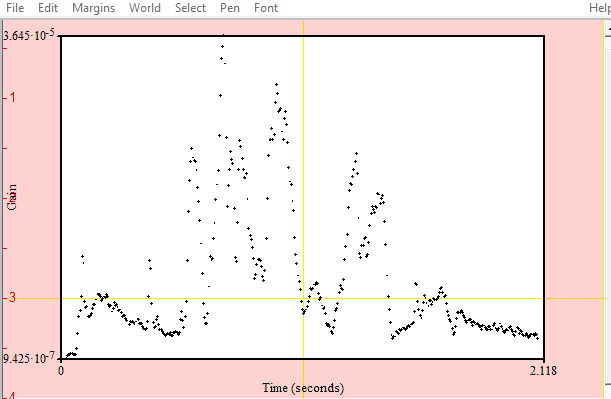 File Edit Margins World Select Pen Font Help
3.645·10⁻⁵
1
Gain
3
9.425·10⁻⁷
0 2.118
Time (seconds)
4